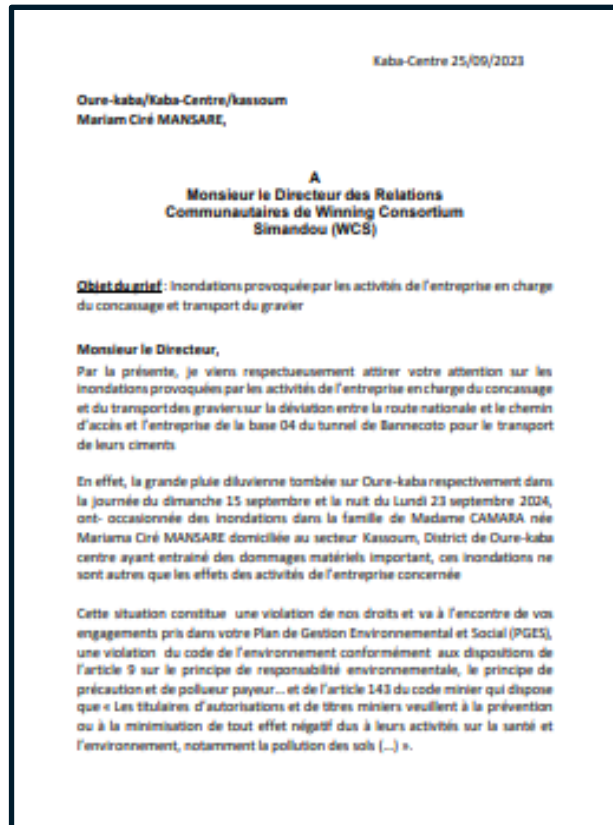 Kaba-Centre 25/09/2023
Oure-kaba/Kaba-Centre/kassoum
Mariam Ciré MANSARE,
A
Monsieur le Directeur des Relations
Communautaires de Winning Consortium
Simandou (WCS)
Objet du grief : Inondations provoquée par les activités de l'entreprise en charge
du concassage et transport du gravier
Monsieur le Directeur,
Par la présente, je viens respectueusement attirer votre attention sur les
inondations provoquées par les activités de l'entreprise en charge du concassage
et du transport des graviers sur la déviation entre la route nationale et le chemin
d'accès et l'entreprise de la base 04 du tunnel de Bannecoto pour le transport
de leurs ciments
En effet, la grande pluie diluvienne tombée sur Oure-kaba respectivement dans
la journée du dimanche 15 septembre et la nuit du Lundi 23 septembre 2024,
ont- occasionnée des inondations dans la famille de Madame CAMARA née
Mariama Ciré MANSARE domiciliée au secteur Kassoum, District de Oure-kaba
centre ayant entrainé des dommages matériels important, ces inondations ne
sont autres que les effets des activités de l'entreprise concernée
Cette situation constitue une violation de nos droits et va à l'encontre de vos
engagements pris dans votre Plan de Gestion Environnemental et Social (PGES),
une violation du code de l'environnement conformément aux dispositions de
l'article 9 sur le principe de responsabilité environnementale, le principe de
précaution et de pollueur payeur... et de l'article 143 du code minier qui dispose
que « Les titulaires d'autorisations et de titres miniers veuillent à la prévention
ou à la minimisation de tout effet négatif dus à leurs activités sur la santé et
l'environnement, notamment la pollution des sols (...) ».